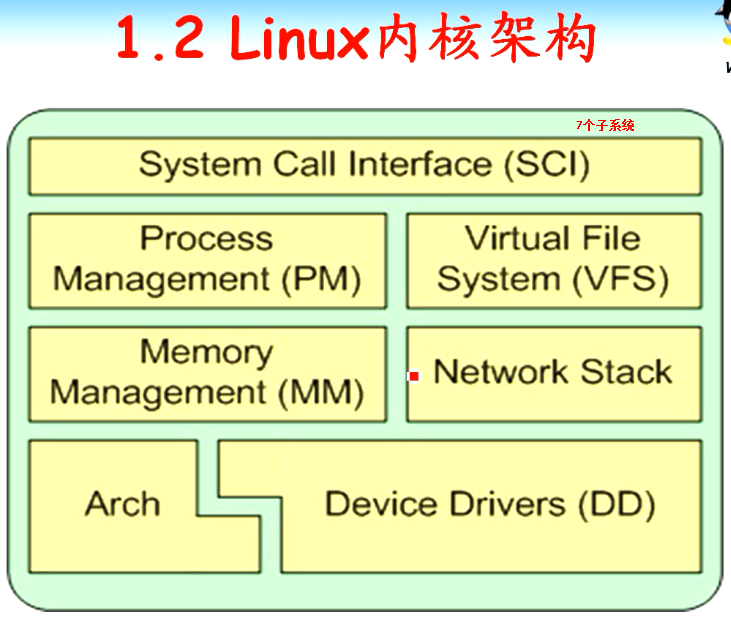 1.2 Linux内核架构
7个子系统
System Call Interface (SCI)
Process
Management (PM)
Virtual File
System (VFS)
Memory
Management (MM)
Network Stack
Arch
Device Drivers (DD)